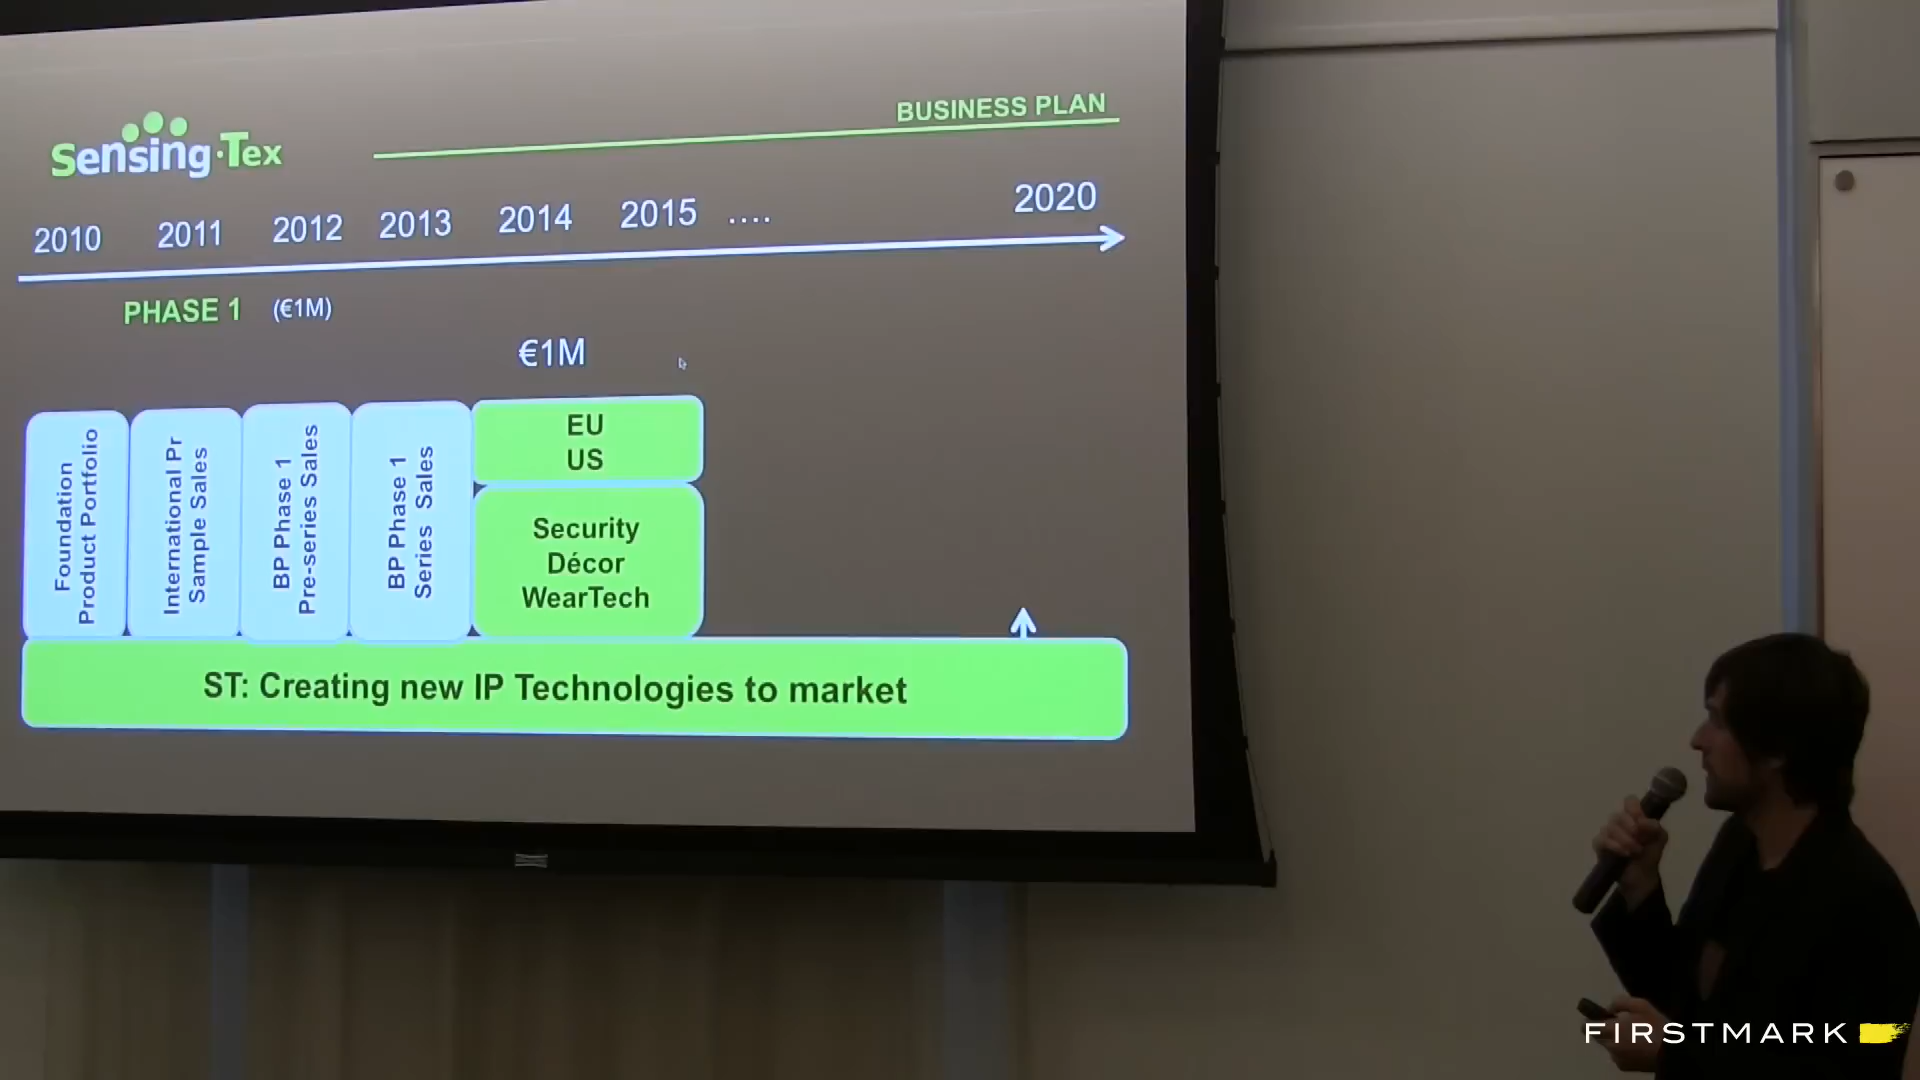 Sensing·Tex
BUSINESS PLAN
2010 2011 2012 2013 2014 2015 .... 2020
PHASE 1 (€1M)
€1M
Foundation
Product Portfolio
International Pr
Sample Sales
BP Phase 1
Pre-series Sales
BP Phase 1
Series Sales
EU
US
Security
Décor
WearTech
ST: Creating new IP Technologies to market
FIRSTMARK